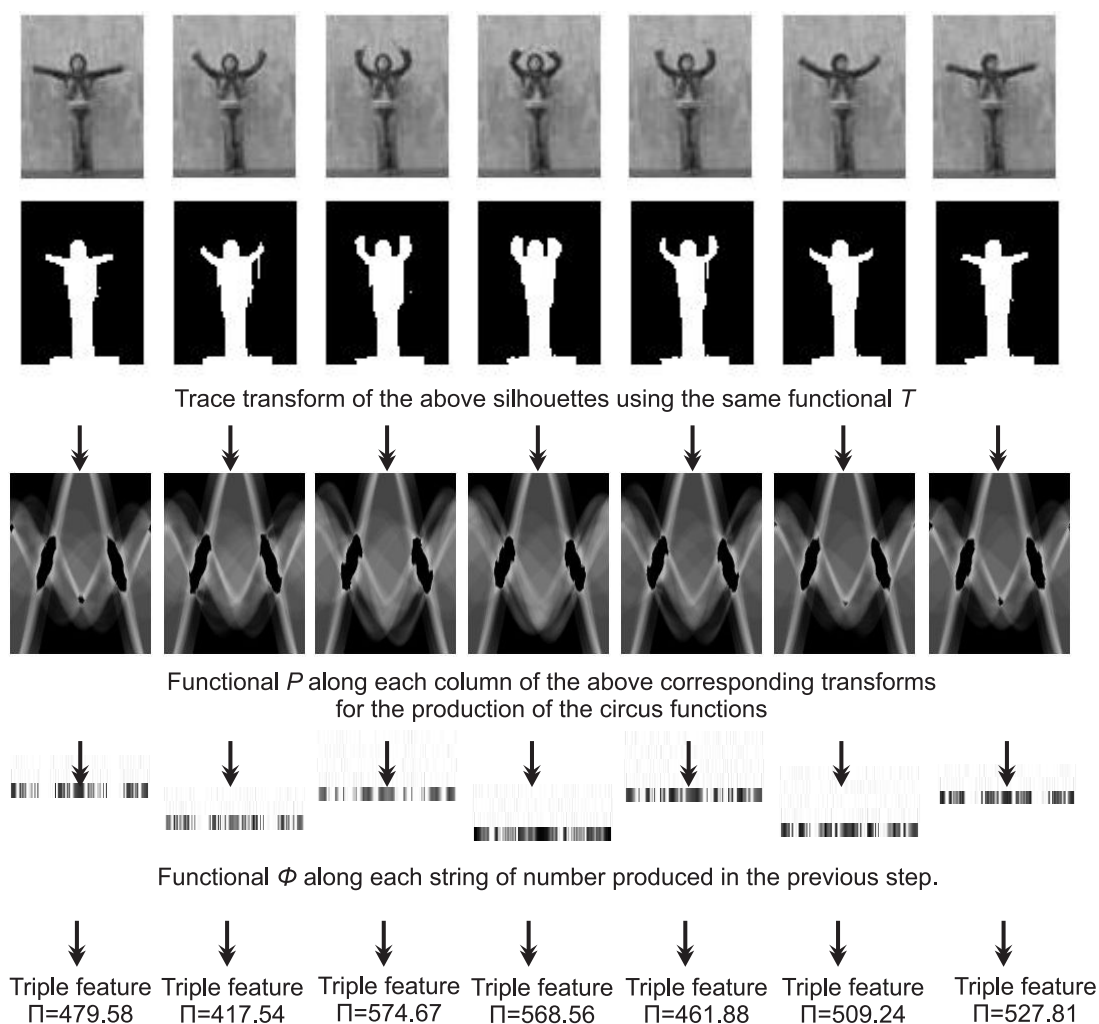 Trace transform of the above silhouettes using the same functional T
Functional P along each column of the above corresponding transforms
for the production of the circus functions
Functional Φ along each string of number produced in the previous step.
Triple feature Triple feature Triple feature Triple feature Triple feature Triple feature Triple feature
Π=479.58 Π=417.54 Π=574.67 Π=568.56 Π=461.88 Π=509.24 Π=527.81